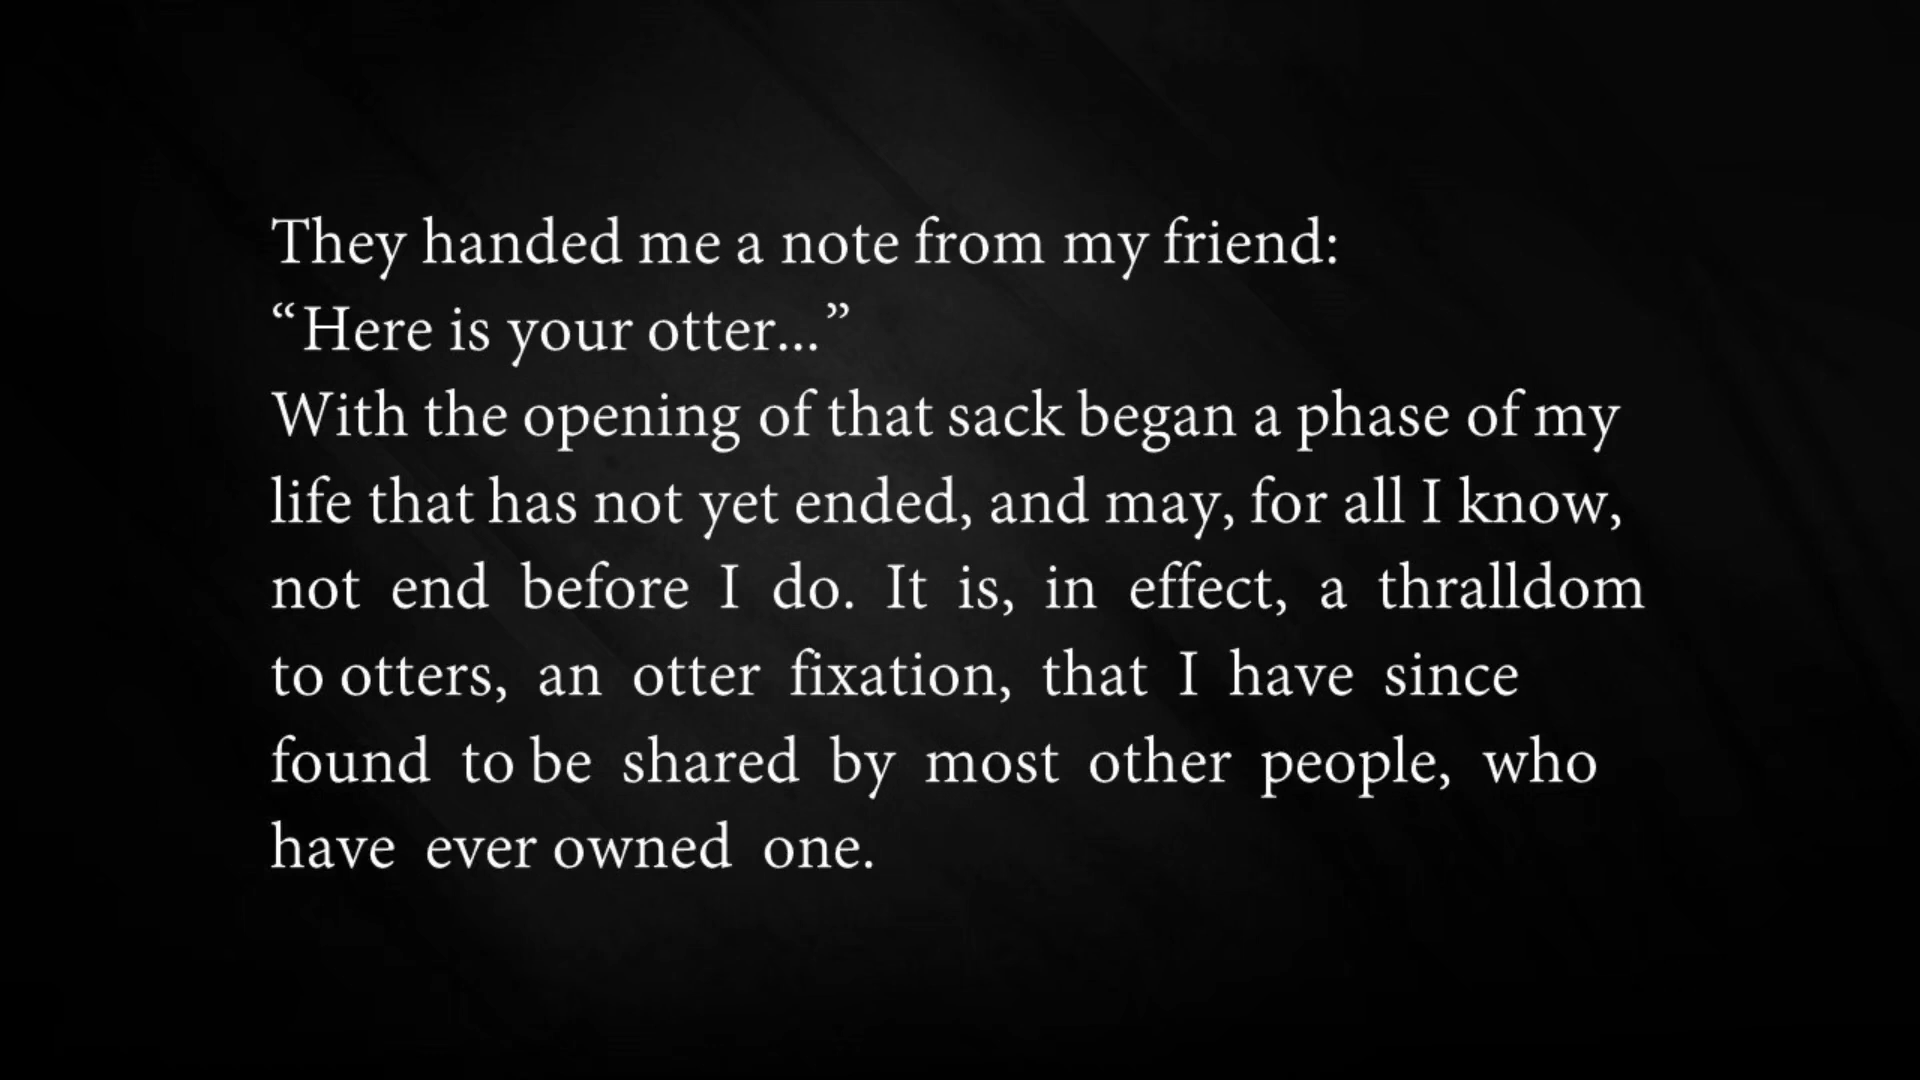 They handed me a note from my friend:
“Here is your otter...”
With the opening of that sack began a phase of my
life that has not yet ended, and may, for all I know,
not end before I do. It is, in effect, a thralldom
to otters, an otter fixation, that I have since
found to be shared by most other people, who
have ever owned one.